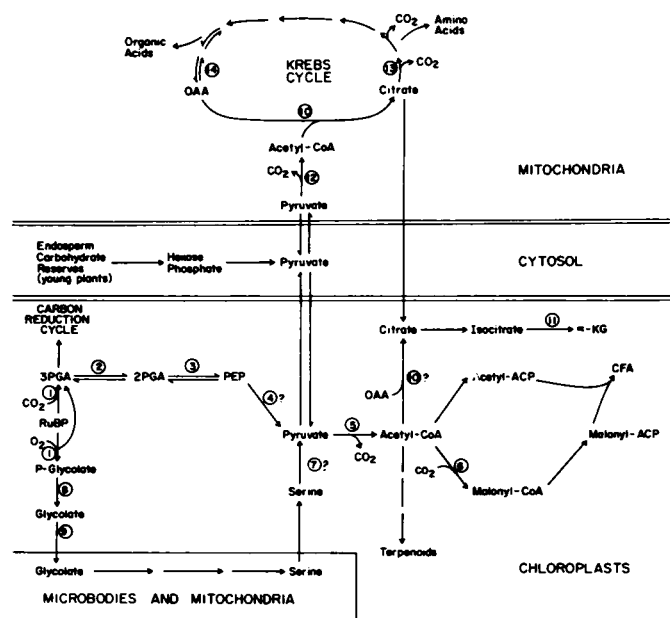 CO2
Amino
Acids
Organic
Acids
KREBS
CYCLE
14
13
CO2
OAA
Citrate
10
Acetyl-CoA
CO2
12
MITOCHONDRIA
Pyruvate
Endosperm
Carbohydrate
Reserves
(young plants)
Hexose
Phosphate
Pyruvate
CYTOSOL
CARBON
REDUCTION
CYCLE
Citrate
Isocitrate
11
∝-KG
3PGA
2
2PGA
3
PEP
OAA
10?
Acetyl-ACP
CFA
CO2
1
4?
RuBP
O2
1
Pyruvate
5
CO2
Acetyl-CoA
Malonyl-ACP
P-Glycolate
7?
CO2
6
8
Serine
Malonyl-CoA
Glycolate
9
Terpenoids
Glycolate
Serine
CHLOROPLASTS
MICROBODIES AND MITOCHONDRIA